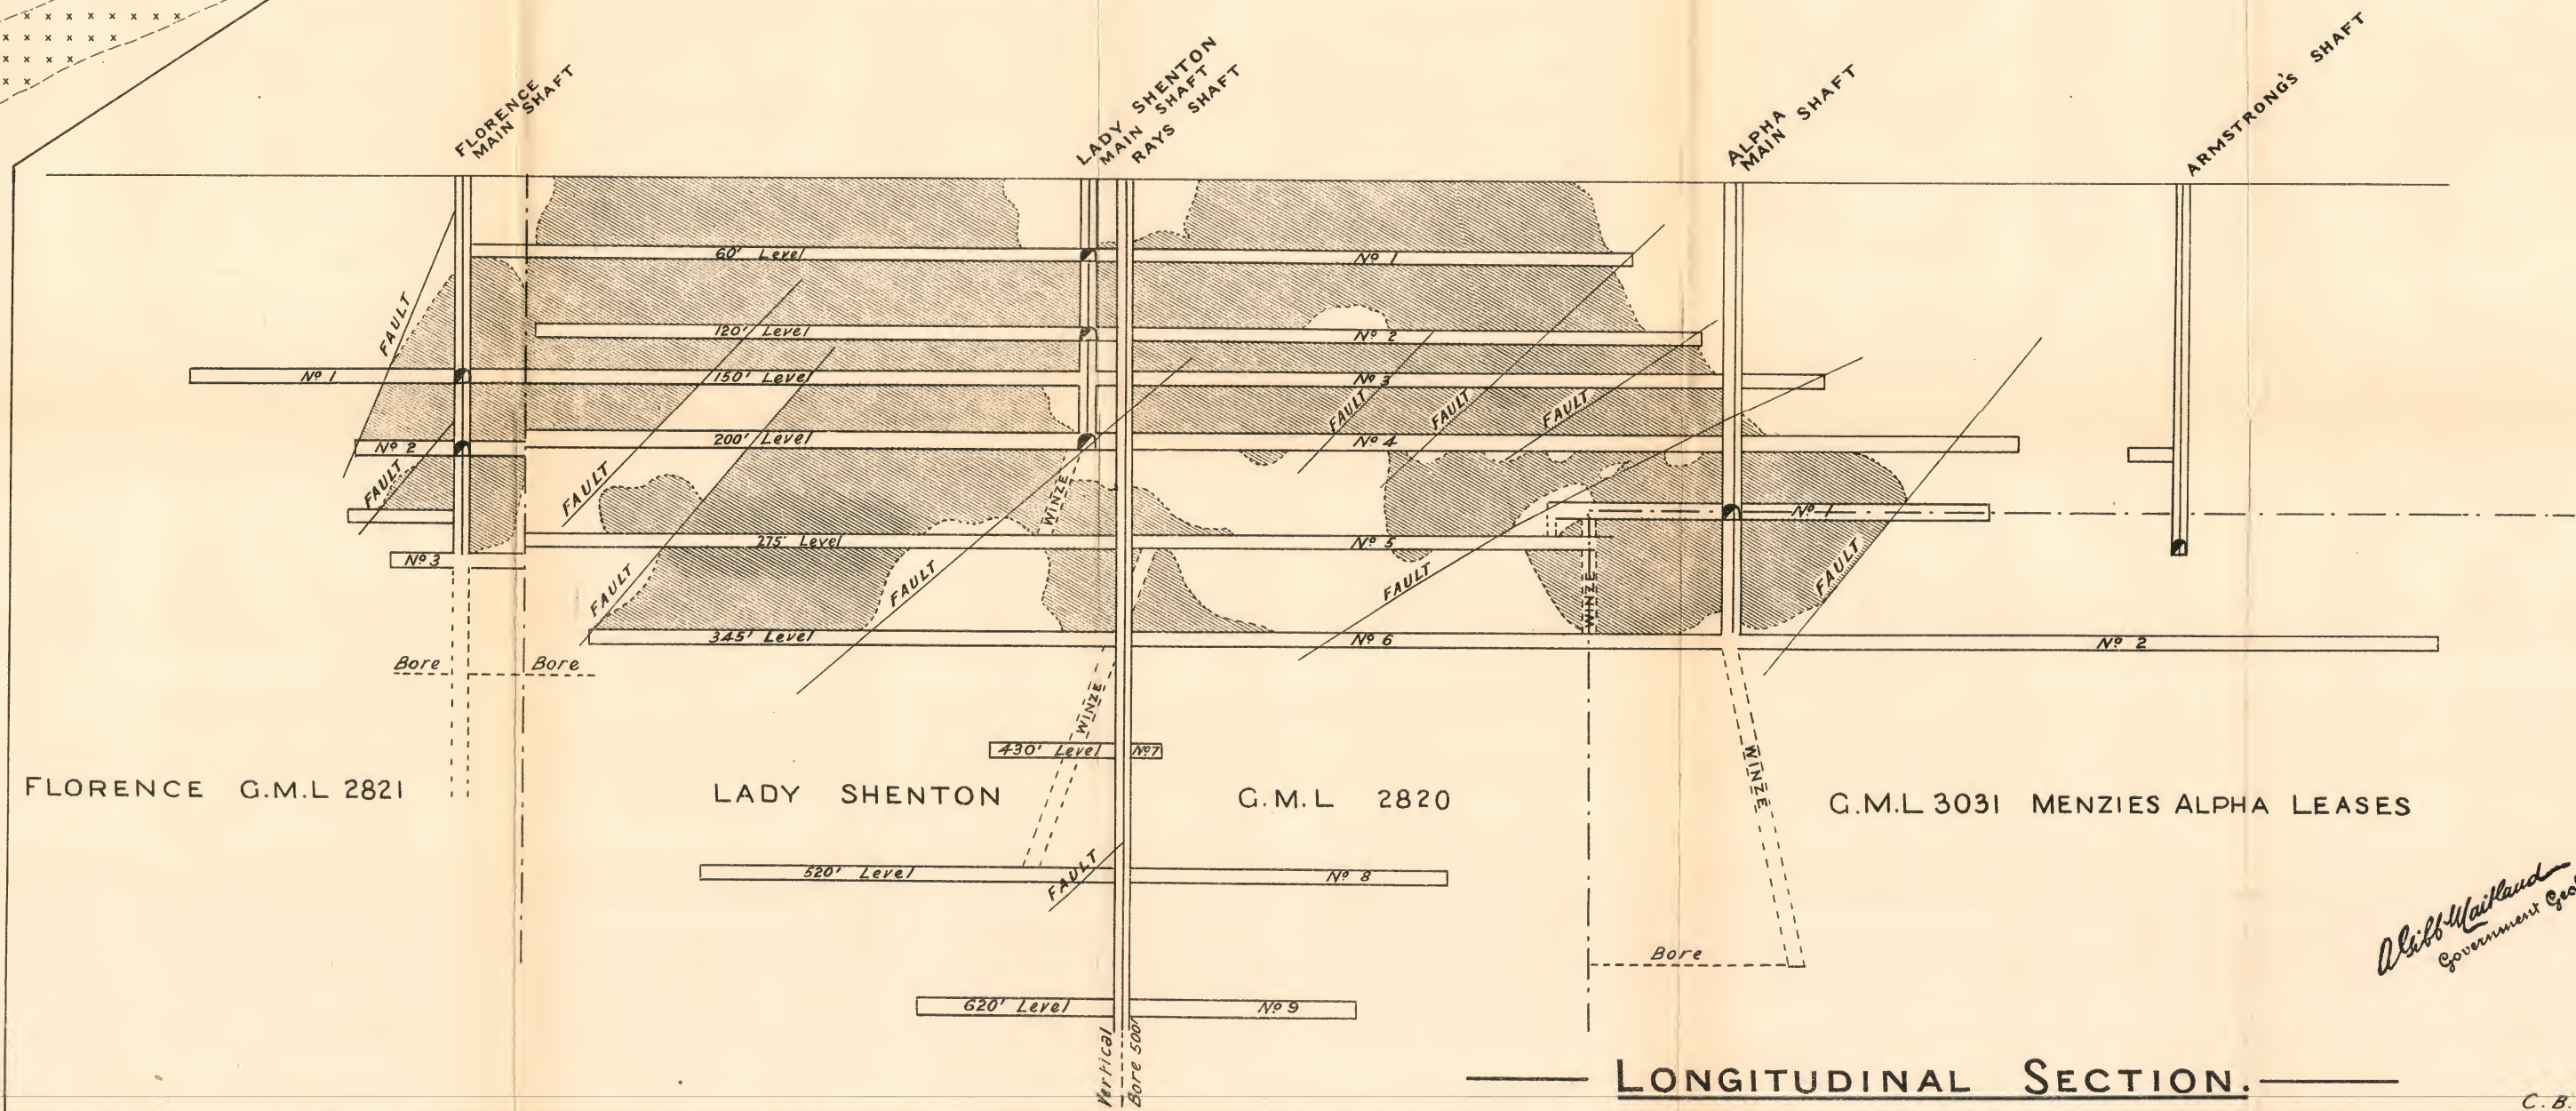 FLORENCE
MAIN SHAFT
LADY SHENTON
MAIN SHAFT
RAYS SHAFT
ALPHA
MAIN SHAFT
ARMSTRONG'S SHAFT
60' Level
Nº 1
FAULT
120' Level
Nº 2
Nº 1
150' Level
Nº 3
FAULT
FAULT
FAULT
Nº 2
200' Level
Nº 4
FAULT
FAULT
WINZE
Nº 1
275' Level
Nº 5
Nº 3
FAULT
FAULT
FAULT
WINZE
FAULT
345' Level
Nº 6
Nº 2
Bore
Bore
WINZE
430' Level
Nº 7
WINZE
FLORENCE G.M.L 2821
LADY SHENTON G.M.L 2820
G.M.L 3031 MENZIES ALPHA LEASES
520' Level
FAULT
Nº 8
A Gibb Maitland
Government
Bore
620' Level
Nº 9
Vertical
Bore 500'
LONGITUDINAL SECTION.
C.B.